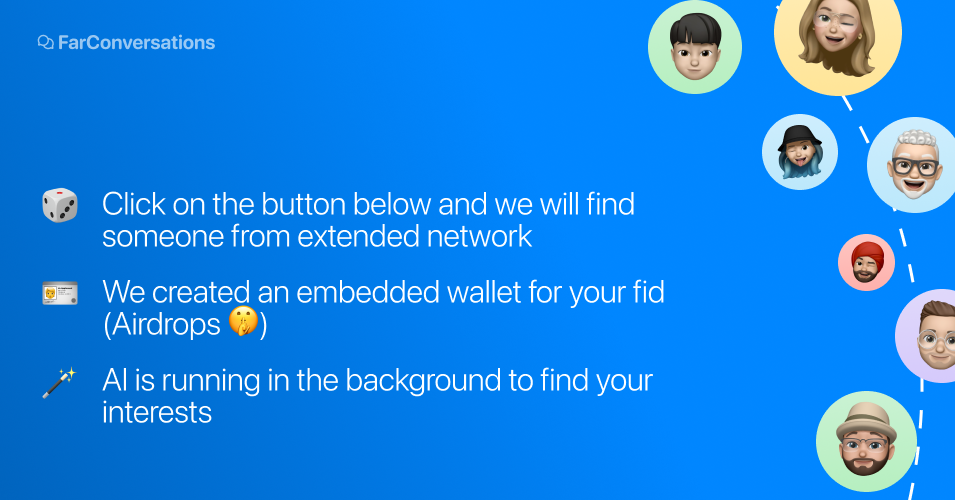 FarConversations
Click on the button below and we will find
someone from extended network
We created an embedded wallet for your fid
(Airdrops 🤫)
AI is running in the background to find your
interests